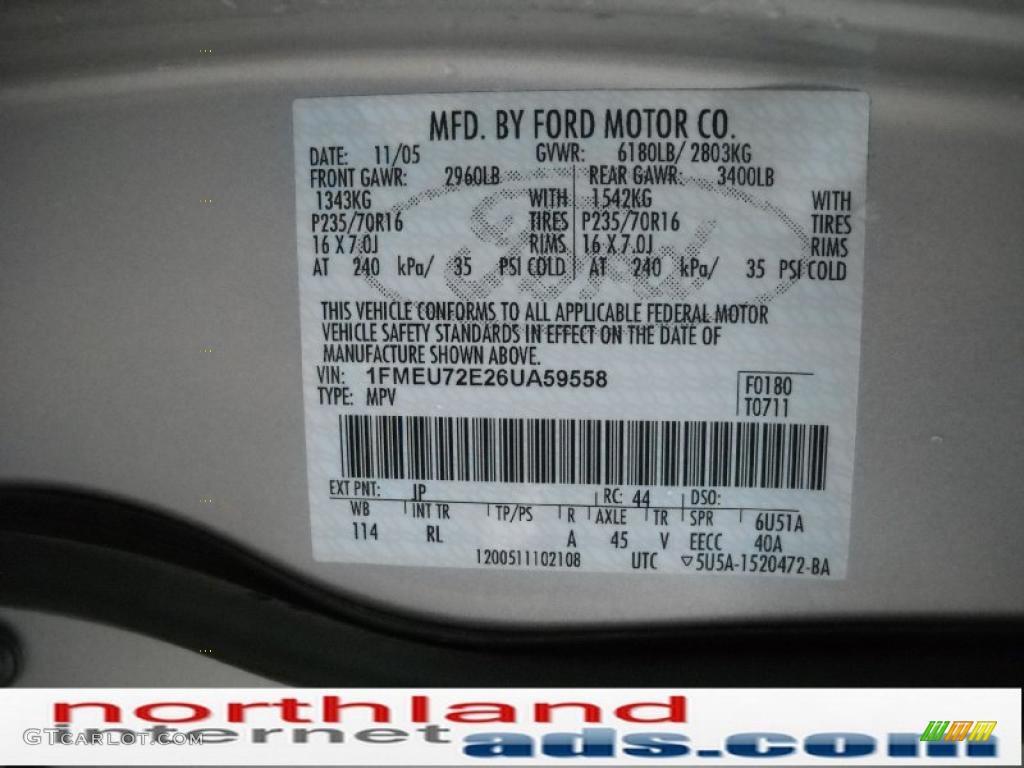 MFD. BY FORD MOTOR CO.
DATE: 11/05 GVWR: 6180LB/ 2803KG
FRONT GAWR: 2960LB REAR GAWR: 3400LB
1343KG WITH 1542KG WITH
P235/70R16 TIRES P235/70R16 TIRES
16 X 7.0J RIMS 16 X 7.0J RIMS
AT 240 kPa/ 35 PSI COLD AT 240 kPa/ 35 PSI COLD
Ford
THIS VEHICLE CONFORMS TO ALL APPLICABLE FEDERAL MOTOR
VEHICLE SAFETY STANDARDS IN EFFECT ON THE DATE OF
MANUFACTURE SHOWN ABOVE.
VIN: 1FMEU72E26UA59558 F0180
TYPE: MPV T0711
EXT PNT: JP RC: 44 DSO:
WB INT TR TP/PS R AXLE TR SPR 6U51A
114 RL A 45 V EECC 40A
1200511102108 UTC ▽5U5A-1520472-BA
northland
internet ads.com
GTCarLot.com